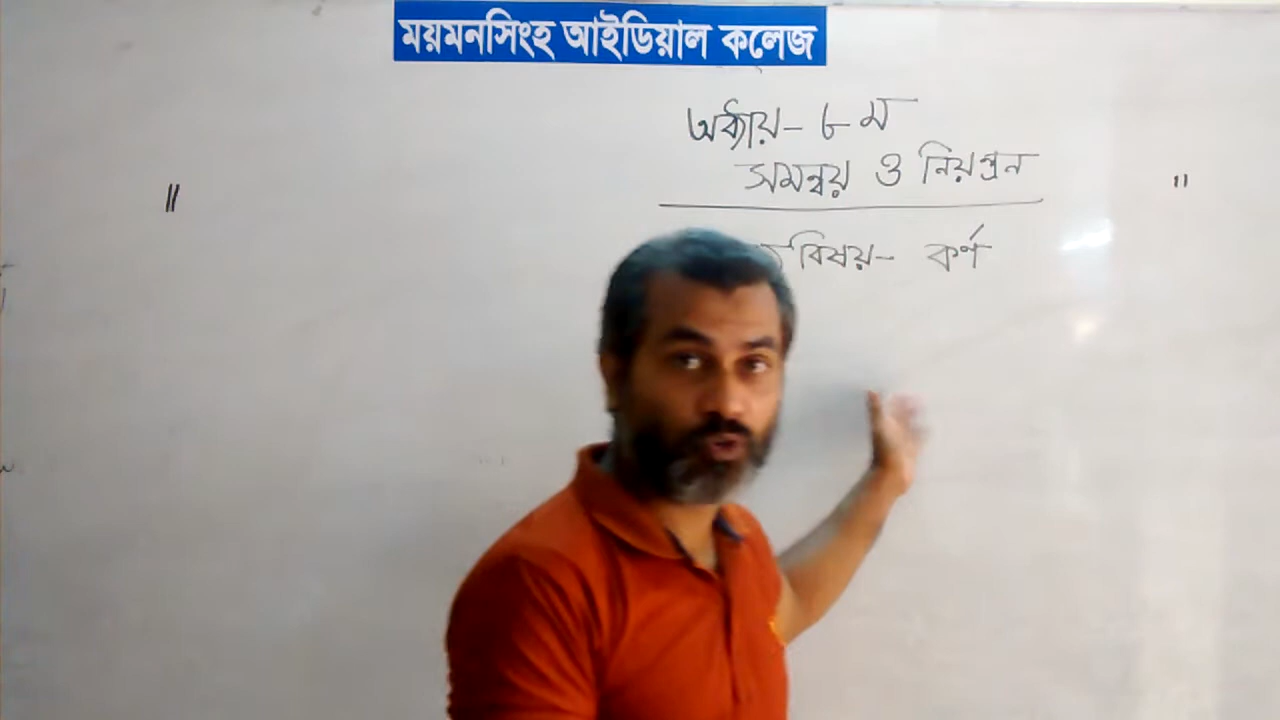 ময়মনসিংহ আইডিয়াল কলেজ
অধ্যায়- ৮ম
সমন্বয় ও নিয়ন্ত্রন
বিষয়- কর্ণ